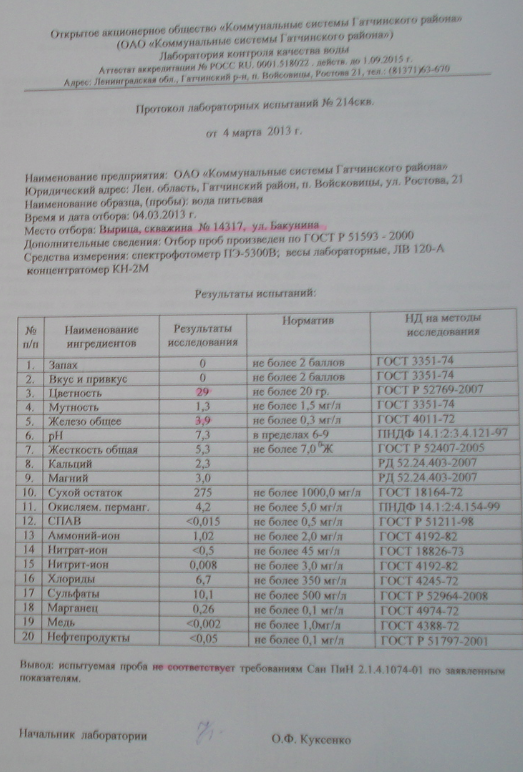 Открытое акционерное общество «Коммунальные системы Гатчинского района»
(ОАО «Коммунальные системы Гатчинского района»)
Лаборатория контроля качества воды
Аттестат аккредитации № РОСС RU. 0001.518022 . действ. до 1.09.2015 г.
Адрес: Ленинградская обл., Гатчинский р-н, п. Войсковицы, Ростова 21, тел.: (81371)63-670
Протокол лабораторных испытаний № 214скв.
от 4 марта 2013 г.
Наименование предприятия: ОАО «Коммунальные системы Гатчинского района»
Юридический адрес: Лен. область, Гатчинский район, п. Войсковицы, ул. Ростова, 21
Наименование образца, (пробы): вода питьевая
Время и дата отбора: 04.03.2013 г.
Место отбора: Вырица, скважина № 14317, ул. Бакунина
Дополнительные сведения: Отбор проб произведен по ГОСТ Р 51593 - 2000
Средства измерения: спектрофотометр ПЭ-5300В; весы лабораторные, ЛВ 120-А
концентратомер КН-2М
Результаты испытаний:
№ п/п Наименование ингредиентов Результаты исследования Норматив НД на методы исследования
1. Запах 0 не более 2 баллов ГОСТ 3351-74
2. Вкус и привкус 0 не более 2 баллов ГОСТ 3351-74
3. Цветность 29 не более 20 гр. ГОСТ Р 52769-2007
4. Мутность 1,3 не более 1,5 мг/л ГОСТ 3351-74
5. Железо общее 3,9 не более 0,3 мг/л ГОСТ 4011-72
6. pH 7,3 в пределах 6-9 ПНДФ 14.1:2:3.4.121-97
7. Жесткость общая 5,3 не более 7,0 ⁰Ж ГОСТ Р 52407-2005
8. Кальций 2,3 РД 52.24.403-2007
9. Магний 3,0 РД 52.24.403-2007
10. Сухой остаток 275 не более 1000,0 мг/л ГОСТ 18164-72
11. Окисляем. перманг. 4,2 не более 5,0 мг/л ПНДФ 14.1:2:4.154-99
12. СПАВ <0,015 не более 0,5 мг/л ГОСТ Р 51211-98
13 Аммоний-ион 1,02 не более 2,0 мг/л ГОСТ 4192-82
14 Нитрат-ион <0,5 не более 45 мг/л ГОСТ 18826-73
15 Нитрит-ион 0,008 не более 3,0 мг/л ГОСТ 4192-82
16 Хлориды 6,7 не более 350 мг/л ГОСТ 4245-72
17 Сульфаты 10,1 не более 500 мг/л ГОСТ Р 52964-2008
18 Марганец 0,26 не более 0,1 мг/л ГОСТ 4974-72
19 Медь <0,002 не более 1,0мг/л ГОСТ 4388-72
20 Нефтепродукты <0,05 не более 0,1 мг/л ГОСТ Р 51797-2001
Вывод: испытуемая проба не соответствует требованиям Сан ПиН 2.1.4.1074-01 по заявленным
показателям.
Начальник лаборатории О.Ф. Куксенко